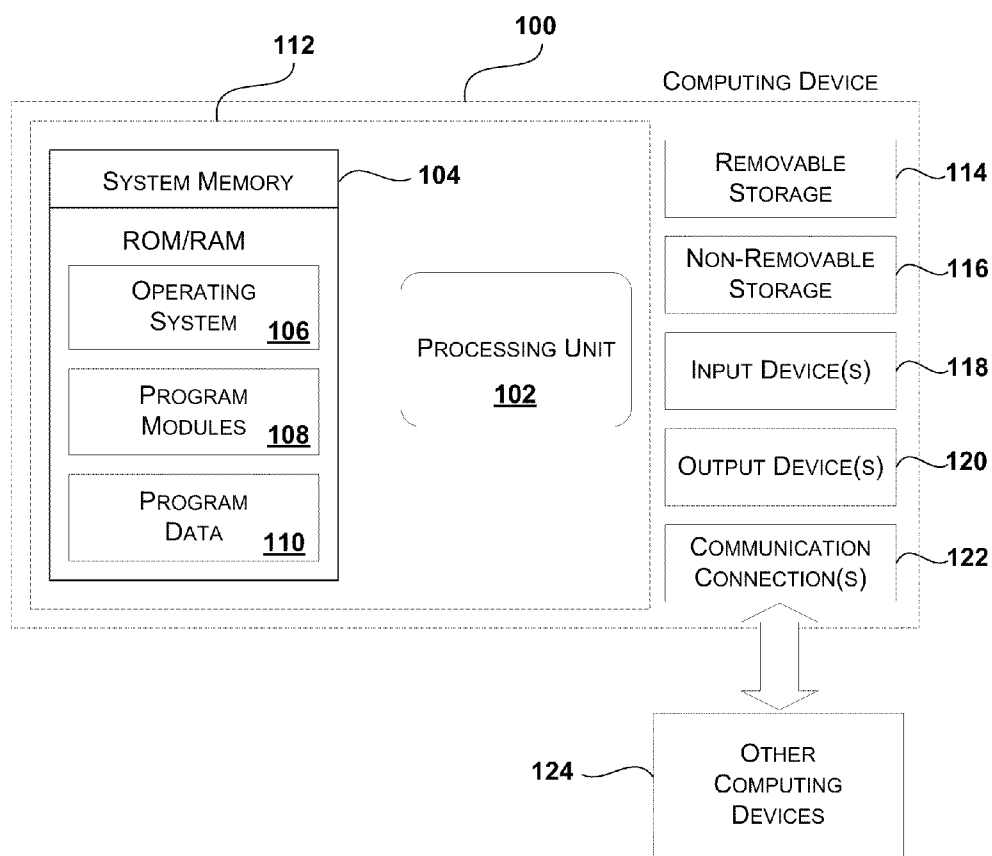 100
112
COMPUTING DEVICE
SYSTEM MEMORY
104
ROM/RAM
OPERATING
SYSTEM
106
PROGRAM
MODULES
108
PROGRAM
DATA
110
PROCESSING UNIT
102
REMOVABLE
STORAGE
114
NON-REMOVABLE
STORAGE
116
INPUT DEVICE(S)
118
OUTPUT DEVICE(S)
120
COMMUNICATION
CONNECTION(S)
122
124
OTHER
COMPUTING
DEVICES